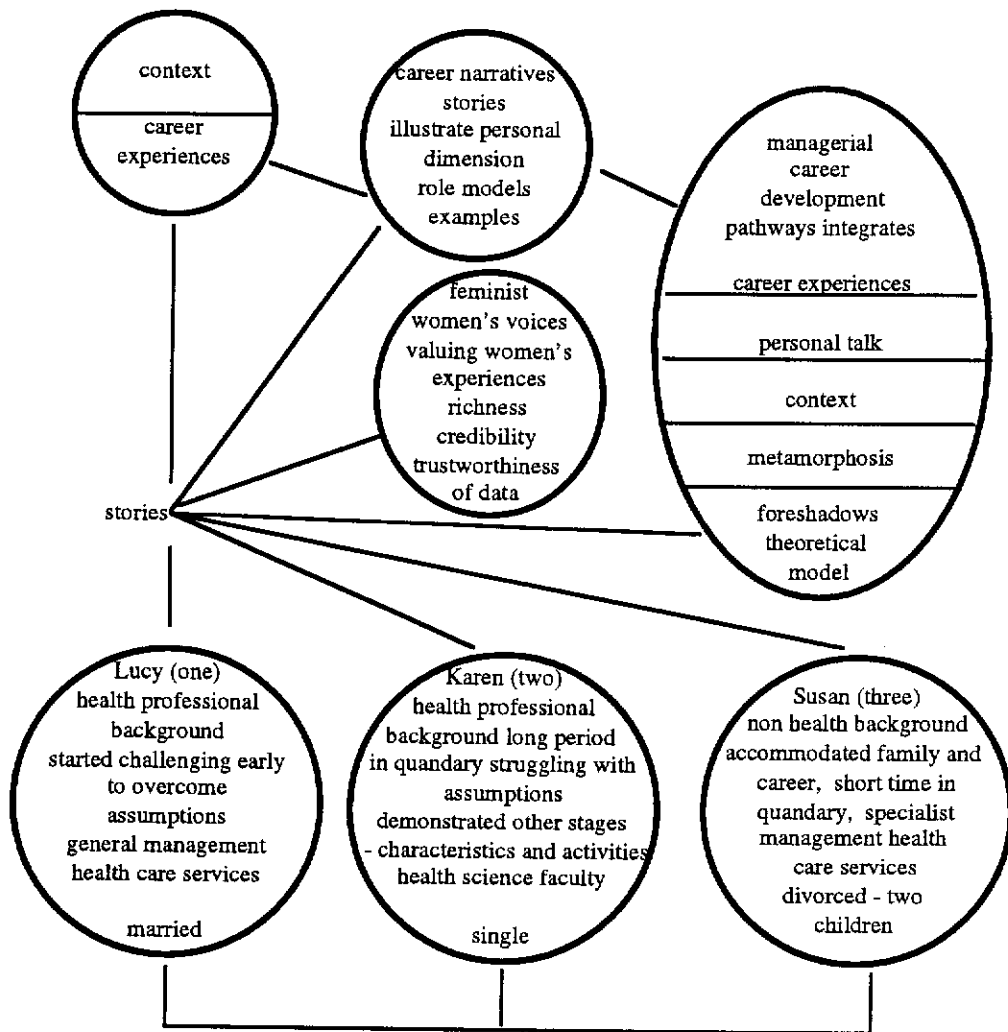 context
career
experiences
career narratives
stories
illustrate personal
dimension
role models
examples
managerial
career
development
pathways integrates
career experiences
personal talk
context
metamorphosis
foreshadows
theoretical
model
feminist
women's voices
valuing women's
experiences
richness
credibility
trustworthiness
of data
stories
Lucy (one)
health professional
background
started challenging early
to overcome
assumptions
general management
health care services
married
Karen (two)
health professional
background long period
in quandary struggling with
assumptions
demonstrated other stages
- characteristics and activities
health science faculty
single
Susan (three)
non health background
accommodated family and
career, short time in
quandary, specialist
management health
care services
divorced - two
children